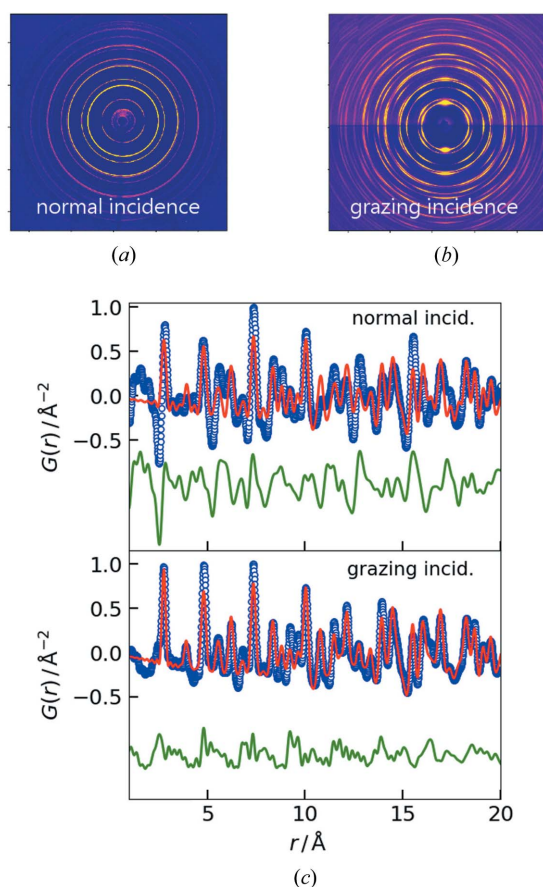 normal incidence
grazing incidence
(a)
(b)
normal incid.
1.0
0.5
0.0
−0.5
G(r)/Å⁻²
grazing incid.
1.0
0.5
0.0
−0.5
G(r)/Å⁻²
5
10
15
20
r/Å
(c)